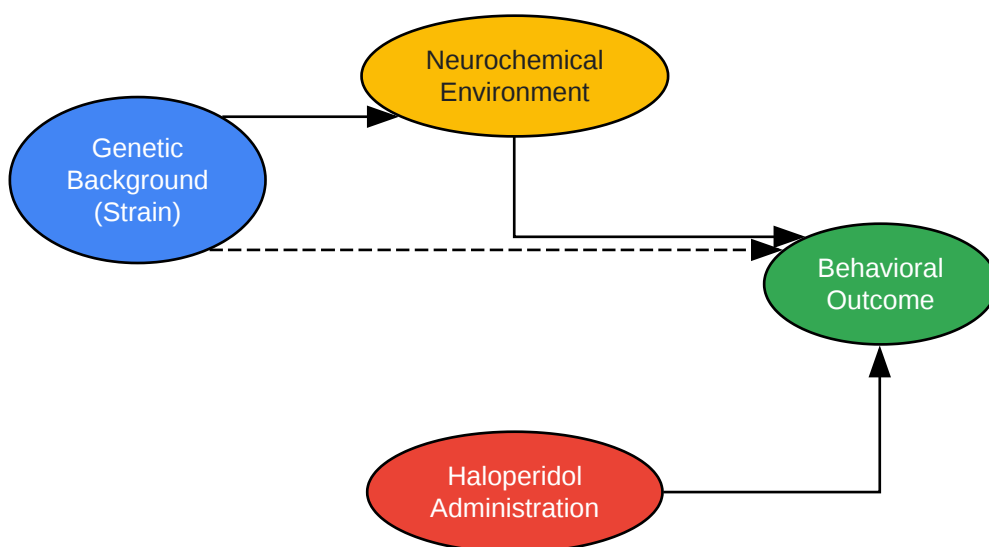 Neurochemical
Environment
Genetic
Background
(Strain)
Behavioral
Outcome
Haloperidol
Administration